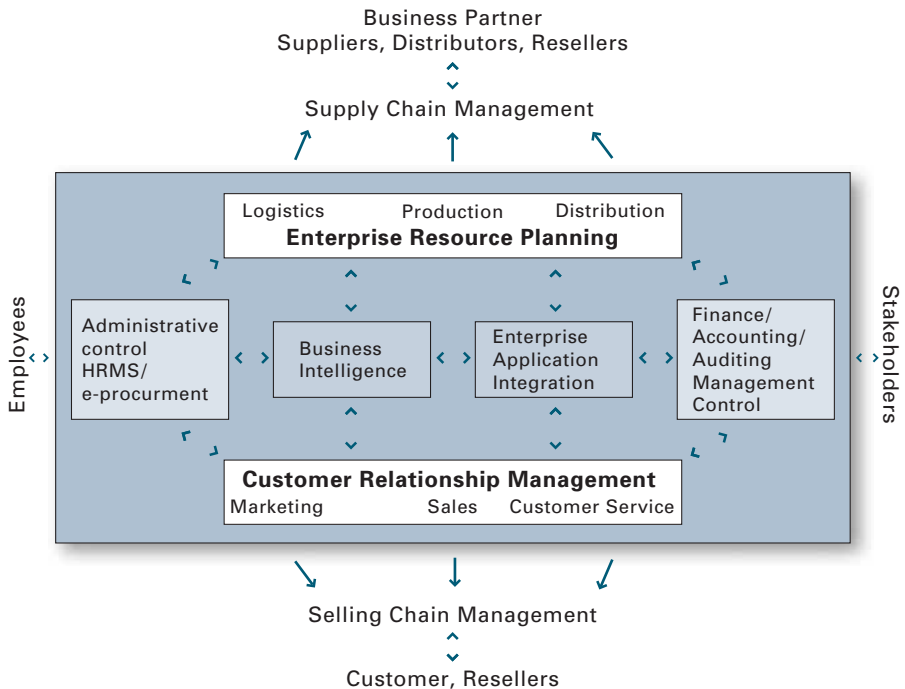 Business Partner
Suppliers, Distributors, Resellers
Supply Chain Management
Logistics Production Distribution
Enterprise Resource Planning
Employees
Administrative
control
HRMS/
e-procurment
Business
Intelligence
Enterprise
Application
Integration
Finance/
Accounting/
Auditing
Management
Control
Stakeholders
Customer Relationship Management
Marketing Sales Customer Service
Selling Chain Management
Customer, Resellers